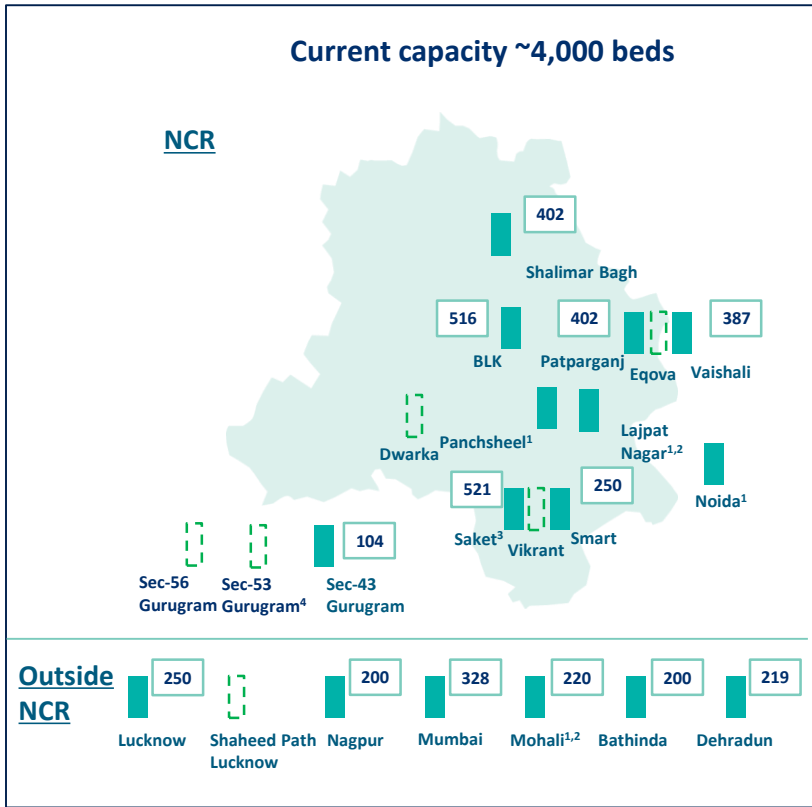 Current capacity ~4,000 beds
NCR
402
Shalimar Bagh
516
402
387
BLK
Patparganj
Eqova
Vaishali
Dwarka
Panchsheel¹
Lajpat
Nagar¹,²
Noida¹
521
250
Saket³
Vikrant
Smart
104
Sec-56
Gurugram
Sec-53
Gurugram⁴
Sec-43
Gurugram
Outside
NCR
250
200
328
220
200
219
Lucknow
Shaheed Path
Lucknow
Nagpur
Mumbai
Mohali¹,²
Bathinda
Dehradun